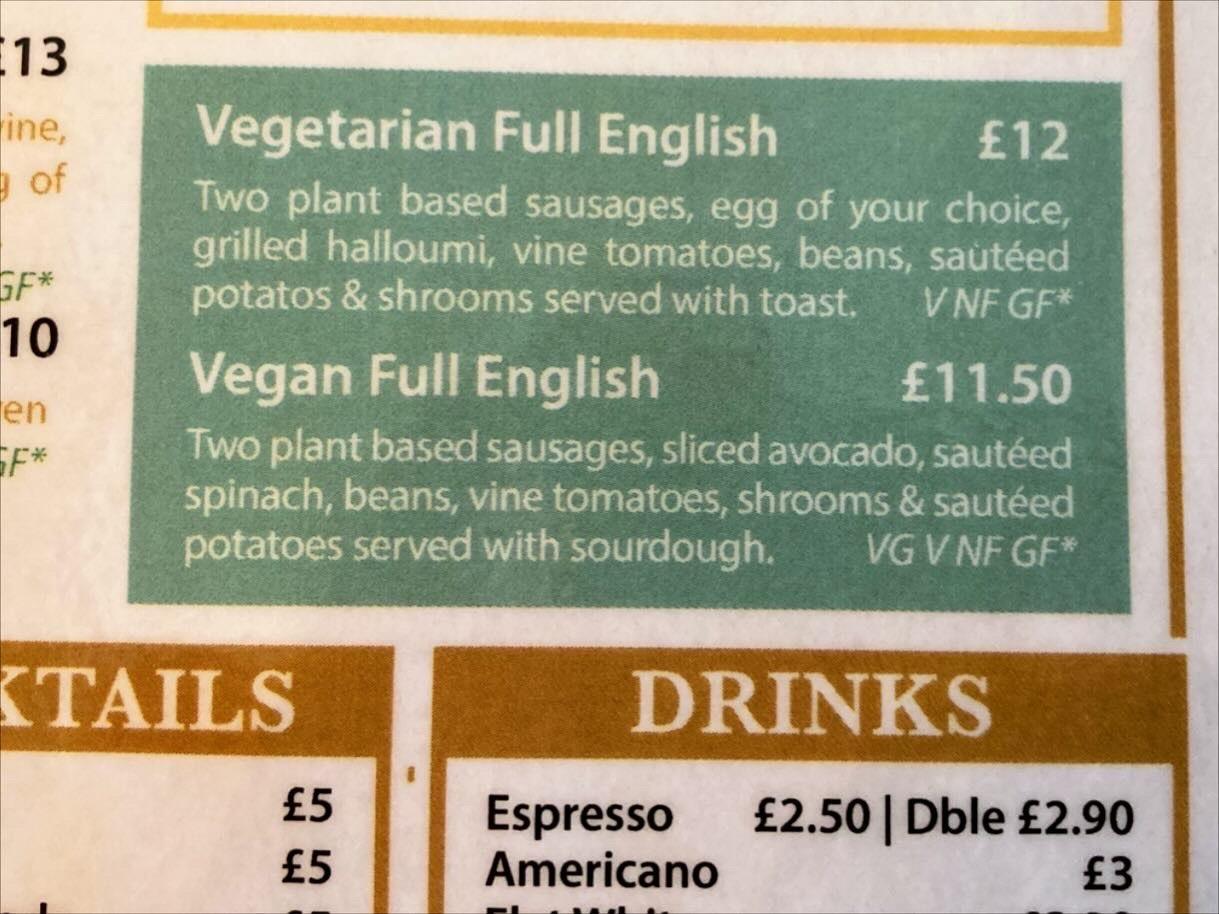 £13
of
GF*
10
GF*
Vegetarian Full English £12
Two plant based sausages, egg of your choice,
grilled halloumi, vine tomatoes, beans, sautéed
potatos & shrooms served with toast. V NF GF*
Vegan Full English £11.50
Two plant based sausages, sliced avocado, sautéed
spinach, beans, vine tomatoes, shrooms & sautéed
potatoes served with sourdough. VG V NF GF*
KTAILS
£5
£5
DRINKS
Espresso £2.50 | Dble £2.90
Americano £3